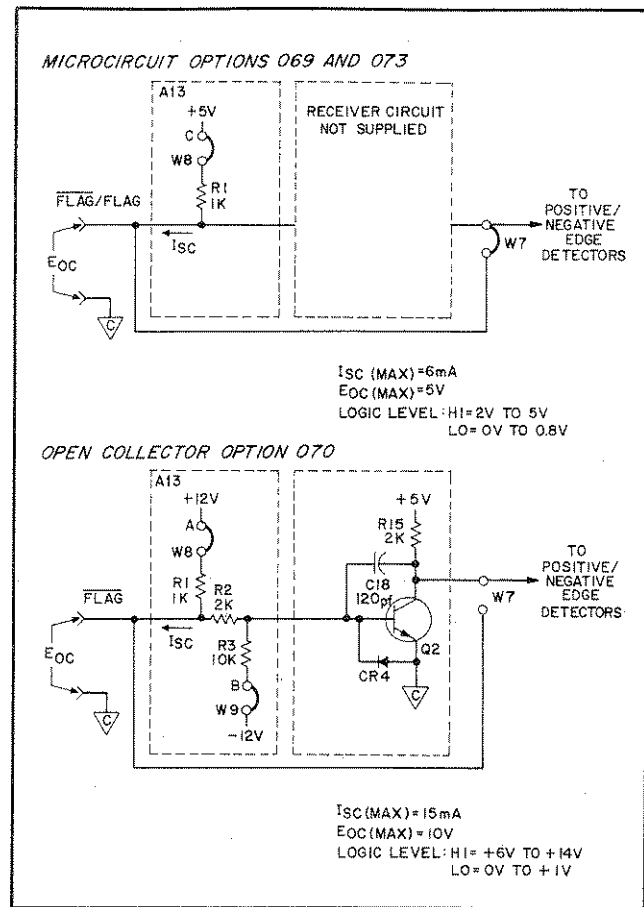 MICROCIRCUIT OPTIONS 069 AND 073
A13
+5V
C
W8
R1
1K
RECEIVER CIRCUIT
NOT SUPPLIED
FLAG/FLAG
ISC
EOC
C
TO
POSITIVE/
NEGATIVE
EDGE
DETECTORS
W7
ISC (MAX)=6mA
EOC(MAX)=5V
LOGIC LEVEL: HI=2V TO 5V
LO=0V TO 0.8V
OPEN COLLECTOR OPTION 070
A13
+12V
A
W8
R1
1K
R2
2K
R3
10K
B
W9
-12V
FLAG
ISC
EOC
C
+5V
R15
2K
C18
120pf
Q2
CR4
C
TO
POSITIVE/
NEGATIVE
EDGE
DETECTORS
W7
ISC(MAX)=15mA
EOC(MAX)=10V
LOGIC LEVEL: HI= +6V TO +14V
LO= 0V TO +1V